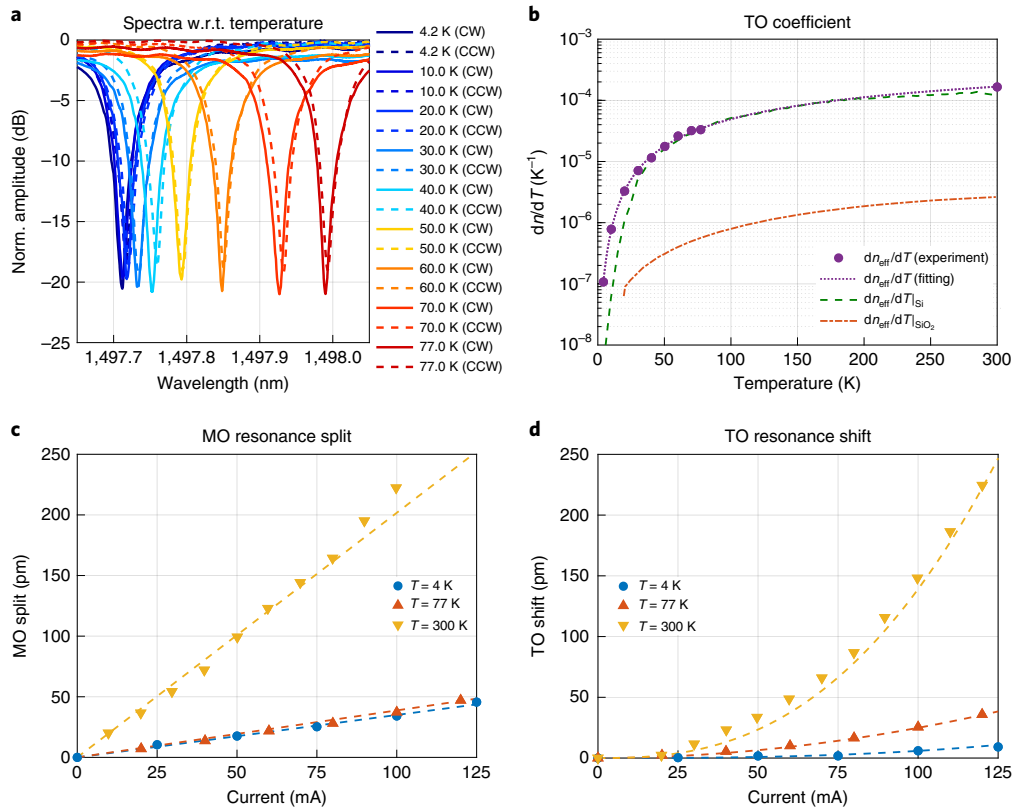 a
Spectra w.r.t. temperature
0
−5
−10
−15
−20
−25
Norm. amplitude (dB)
1,497.7
1,497.8
1,497.9
1,498.0
Wavelength (nm)
4.2 K (CW)
4.2 K (CCW)
10.0 K (CW)
10.0 K (CCW)
20.0 K (CW)
20.0 K (CCW)
30.0 K (CW)
30.0 K (CCW)
40.0 K (CW)
40.0 K (CCW)
50.0 K (CW)
50.0 K (CCW)
60.0 K (CW)
60.0 K (CCW)
70.0 K (CW)
70.0 K (CCW)
77.0 K (CW)
77.0 K (CCW)
b
TO coefficient
10⁻³
10⁻⁴
10⁻⁵
10⁻⁶
10⁻⁷
10⁻⁸
dn/dT (K⁻¹)
dn_eff/dT (experiment)
dn_eff/dT (fitting)
dn_eff/dT|_Si
dn_eff/dT|_SiO₂
0
50
100
150
200
250
300
Temperature (K)
c
MO resonance split
250
200
150
100
50
0
MO split (pm)
T = 4 K
T = 77 K
T = 300 K
0
25
50
75
100
125
Current (mA)
d
TO resonance shift
250
200
150
100
50
0
TO shift (pm)
T = 4 K
T = 77 K
T = 300 K
0
25
50
75
100
125
Current (mA)